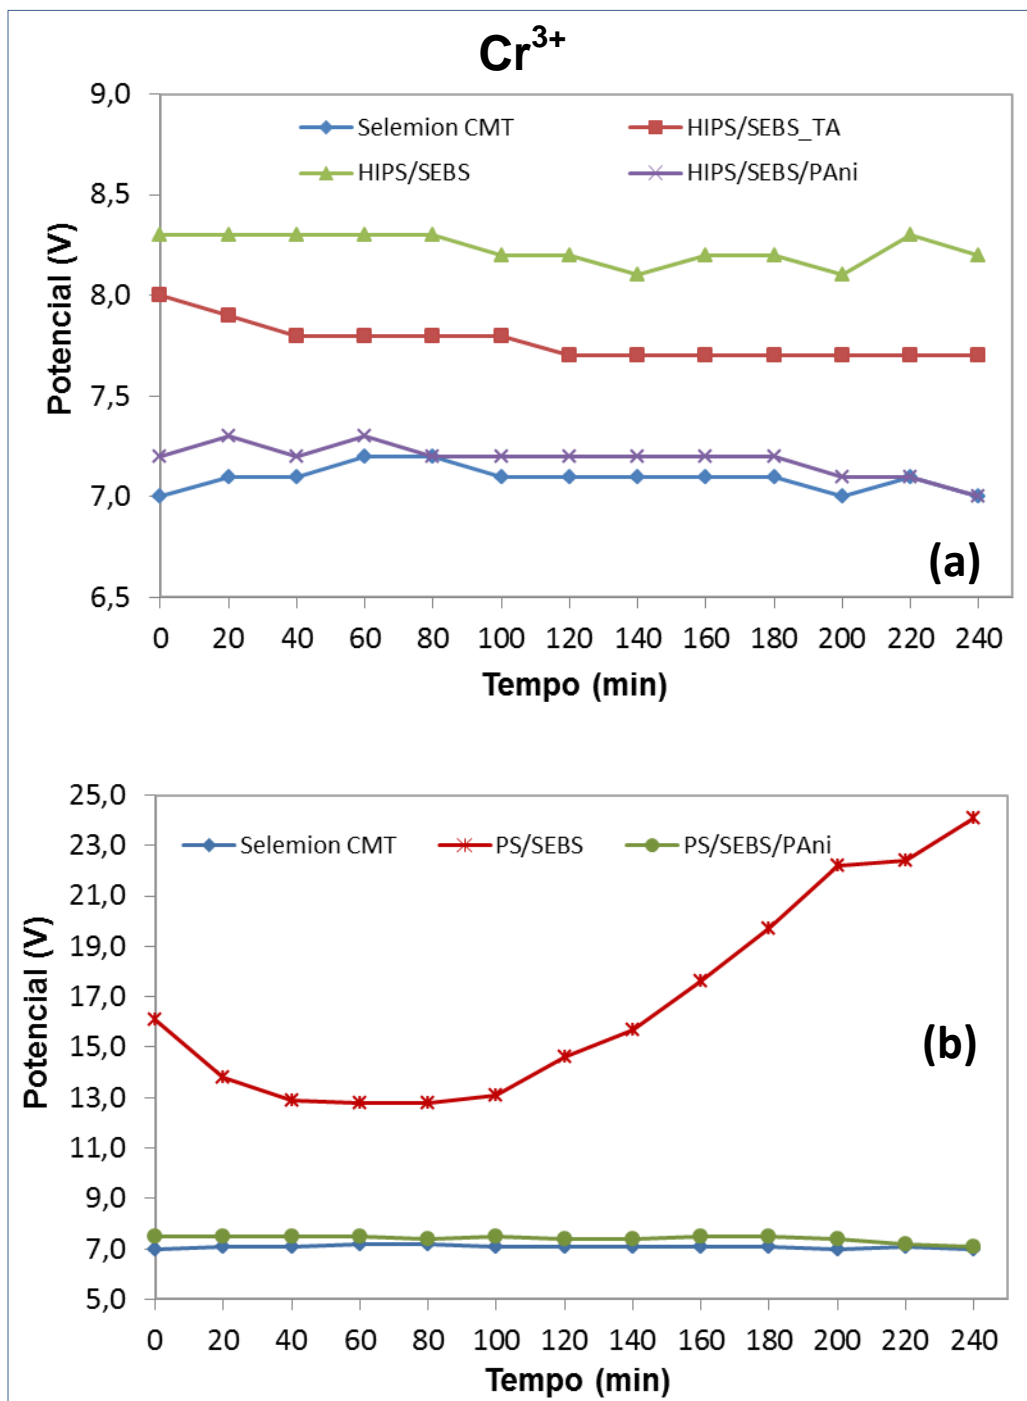 Cr3+
9,0
Selemion CMT HIPS/SEBS_TA
HIPS/SEBS HIPS/SEBS/PAni
8,5
8,0
7,5
7,0
6,5
Potencial (V)
(a)
0 20 40 60 80 100 120 140 160 180 200 220 240
Tempo (min)
25,0
Selemion CMT PS/SEBS PS/SEBS/PAni
23,0
21,0
19,0
17,0
15,0
13,0
11,0
9,0
7,0
5,0
Potencial (V)
(b)
0 20 40 60 80 100 120 140 160 180 200 220 240
Tempo (min)